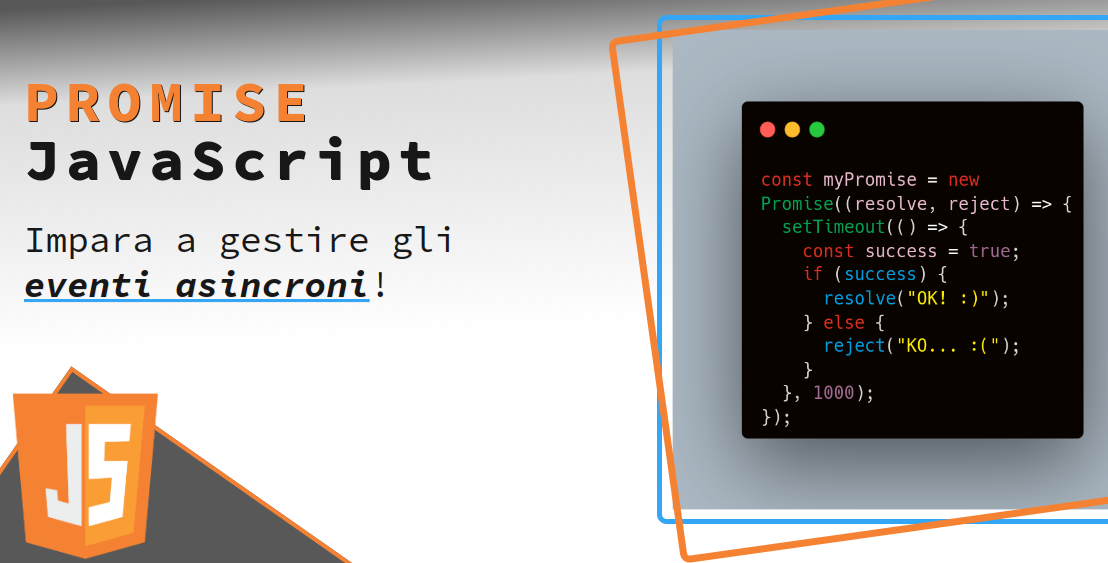 PROMISE
JavaScript
Impara a gestire gli
eventi asincroni!
JS
const myPromise = new
Promise((resolve, reject) => {
setTimeout(() => {
const success = true;
if (success) {
resolve("OK! :)");
} else {
reject("KO... :(");
}
}, 1000);
});